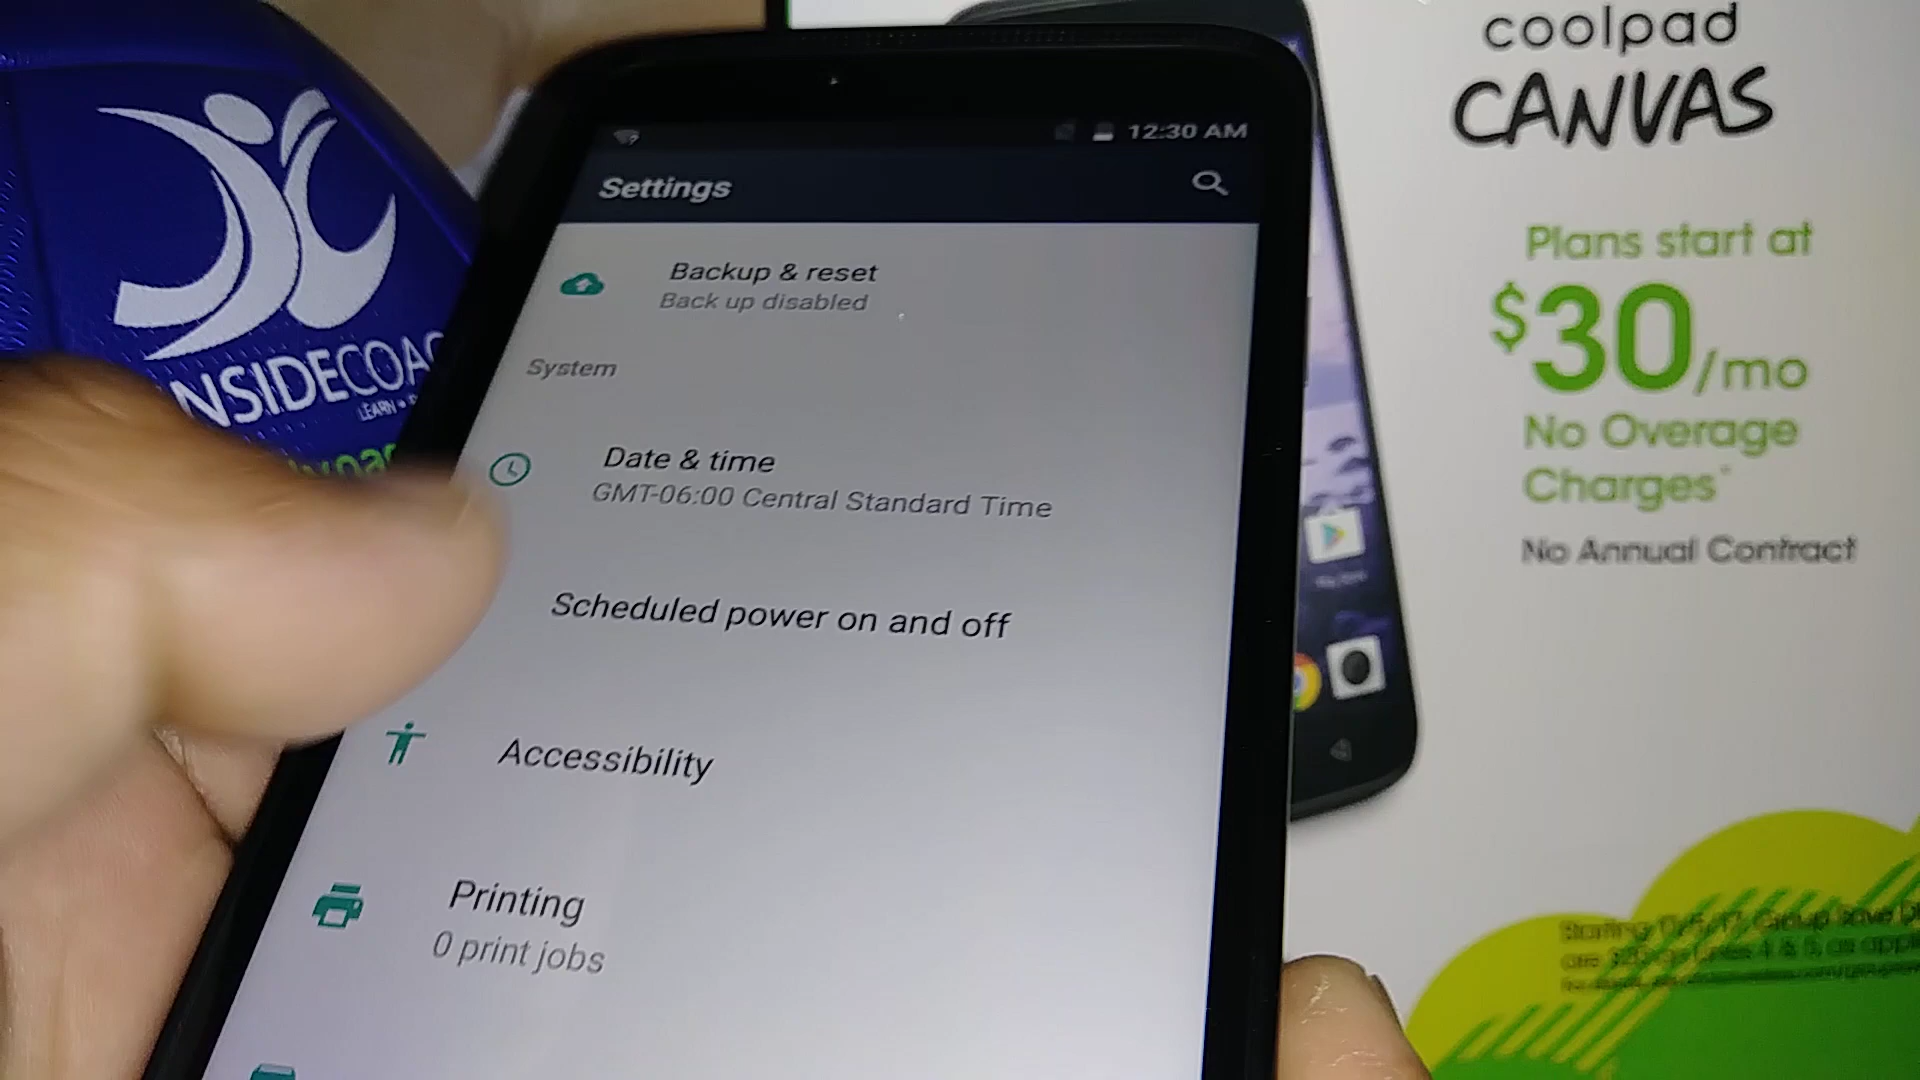 12:30 AM
Settings
Backup & reset
Back up disabled
System
Date & time
GMT-06:00 Central Standard Time
Scheduled power on and off
Accessibility
Printing
0 print jobs
coolpad
CANVAS
Plans start at
$30/mo
No Overage
Charges*
No Annual Contract
NSIDECOAC
LEARN •